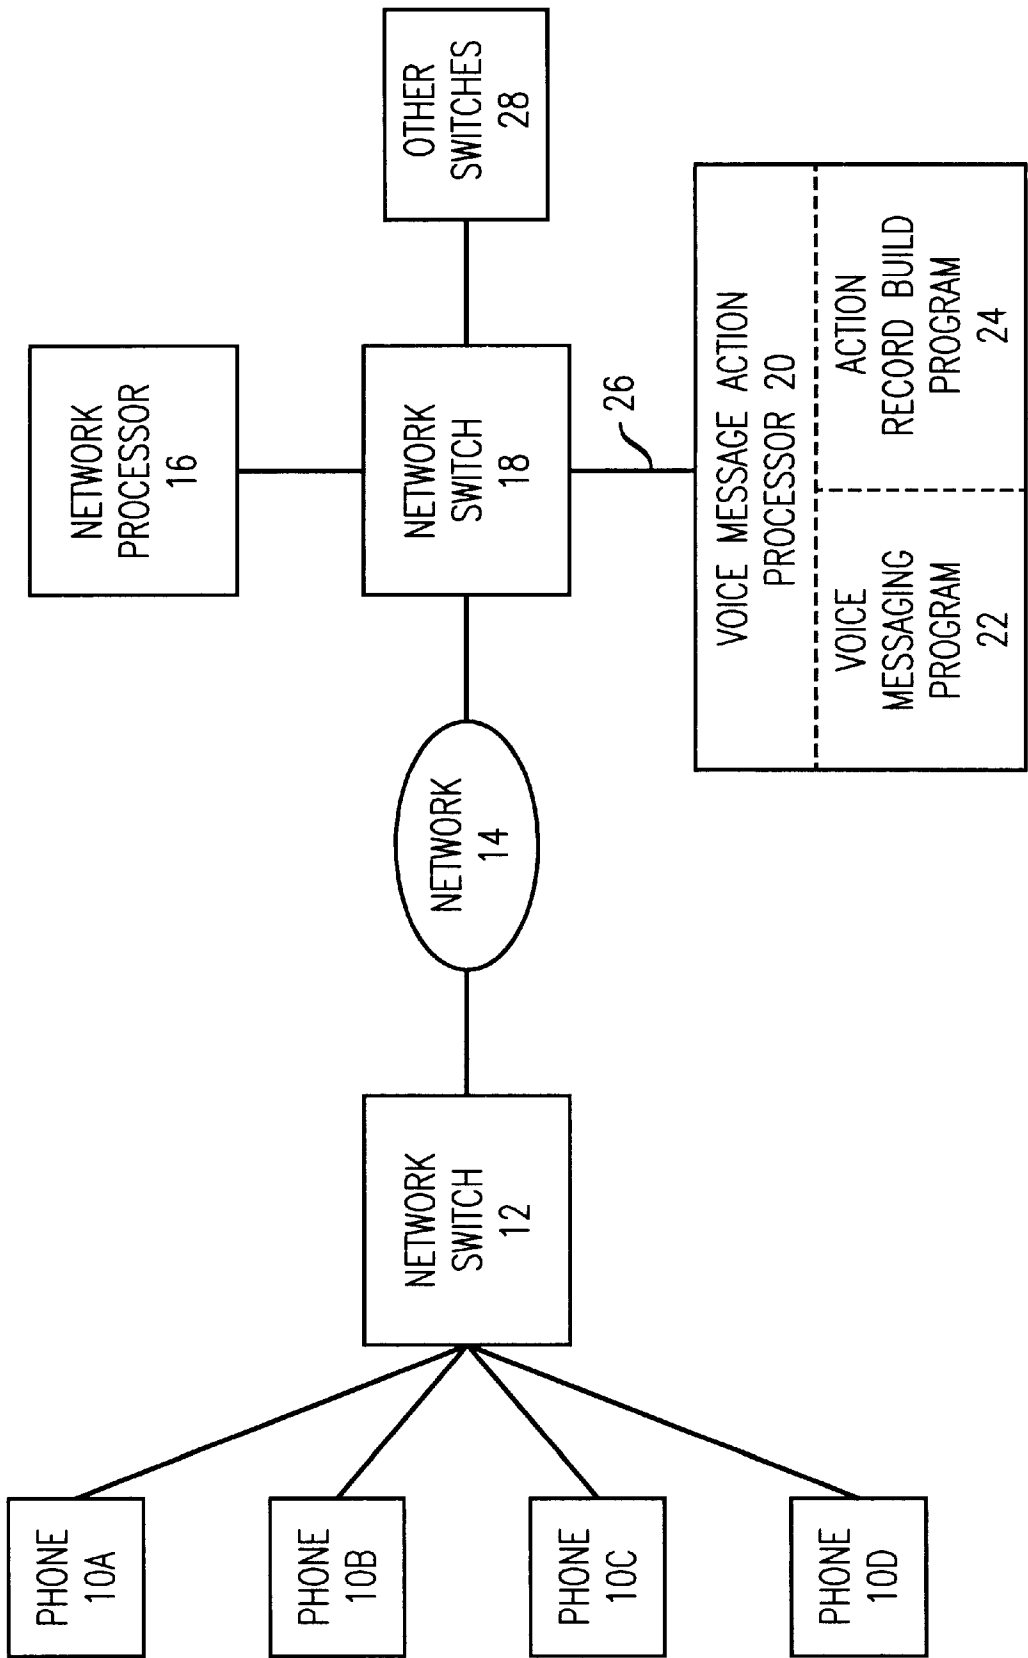 PHONE
10A
PHONE
10B
PHONE
10C
PHONE
10D
NETWORK
SWITCH
12
NETWORK
14
NETWORK
PROCESSOR
16
NETWORK
SWITCH
18
26
OTHER
SWITCHES
28
VOICE MESSAGE ACTION
PROCESSOR 20
VOICE
MESSAGING
PROGRAM
22
ACTION
RECORD BUILD
PROGRAM
24